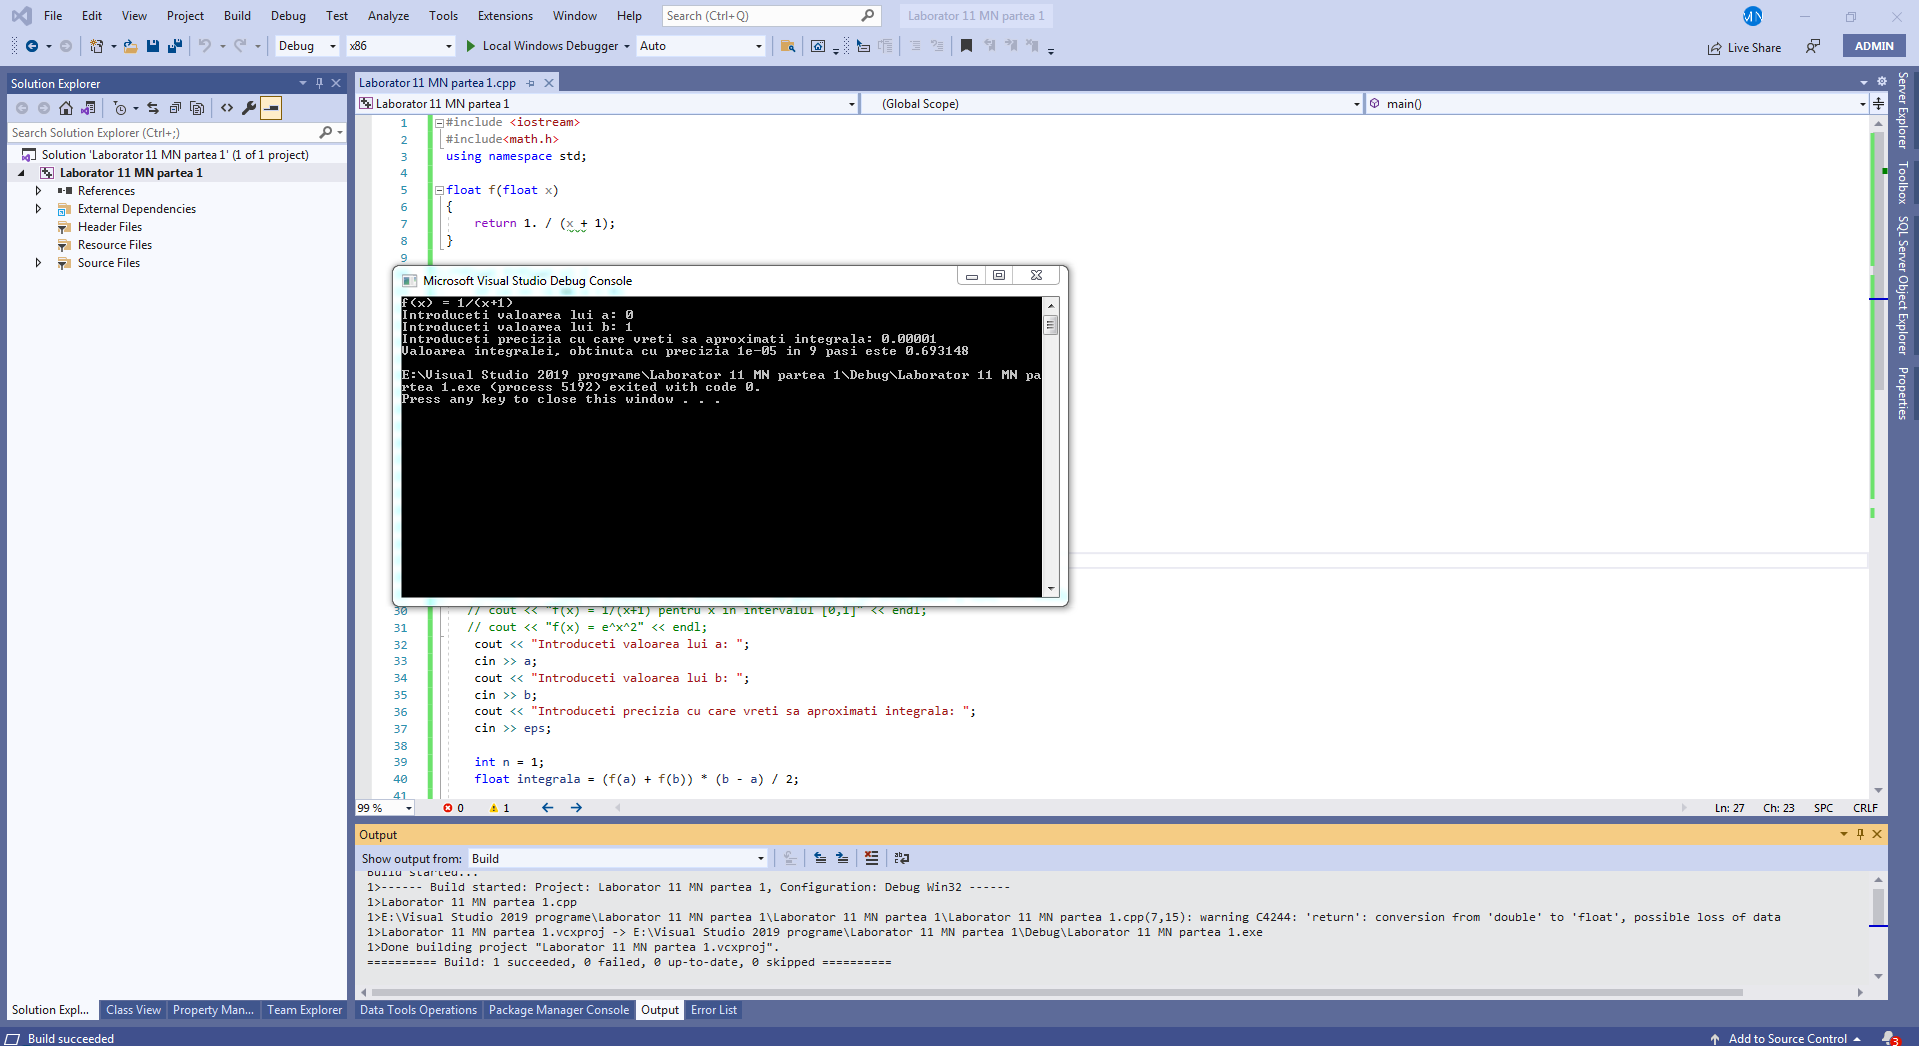 File Edit View Project Build Debug Test Analyze Tools Extensions Window Help Search (Ctrl+Q) Laborator 11 MN partea 1 MN
Debug x86 Local Windows Debugger Auto Live Share ADMIN
Solution Explorer
Search Solution Explorer (Ctrl+;)
Solution 'Laborator 11 MN partea 1' (1 of 1 project)
Laborator 11 MN partea 1
References
External Dependencies
Header Files
Resource Files
Source Files
Laborator 11 MN partea 1.cpp
Laborator 11 MN partea 1 (Global Scope) main()
1 #include <iostream>
2 #include<math.h>
3 using namespace std;
4
5 float f(float x)
6 {
7 return 1. / (x + 1);
8 }
9
Microsoft Visual Studio Debug Console
f(x) = 1/(x+1)
Introduceti valoarea lui a: 0
Introduceti valoarea lui b: 1
Introduceti precizia cu care vreti sa aproximati integrala: 0.00001
Valoarea integralei, obtinuta cu precizia 1e-05 in 9 pasi este 0.693148
E:\Visual Studio 2019 programe\Laborator 11 MN partea 1\Debug\Laborator 11 MN pa
rtea 1.exe (process 5192) exited with code 0.
Press any key to close this window . . .
30 // cout << "f(x) = 1/(x+1) pentru x in intervalul [0,1]" << endl;
31 // cout << "f(x) = e^x^2" << endl;
32 cout << "Introduceti valoarea lui a: ";
33 cin >> a;
34 cout << "Introduceti valoarea lui b: ";
35 cin >> b;
36 cout << "Introduceti precizia cu care vreti sa aproximati integrala: ";
37 cin >> eps;
38
39 int n = 1;
40 float integrala = (f(a) + f(b)) * (b - a) / 2;
41
99 % 0 1 Ln: 27 Ch: 23 SPC CRLF
Output
Show output from: Build
Build started...
1>------ Build started: Project: Laborator 11 MN partea 1, Configuration: Debug Win32 ------
1>Laborator 11 MN partea 1.cpp
1>E:\Visual Studio 2019 programe\Laborator 11 MN partea 1\Laborator 11 MN partea 1\Laborator 11 MN partea 1.cpp(7,15): warning C4244: 'return': conversion from 'double' to 'float', possible loss of data
1>Laborator 11 MN partea 1.vcxproj -> E:\Visual Studio 2019 programe\Laborator 11 MN partea 1\Debug\Laborator 11 MN partea 1.exe
1>Done building project "Laborator 11 MN partea 1.vcxproj".
========== Build: 1 succeeded, 0 failed, 0 up-to-date, 0 skipped ==========
Solution Expl... Class View Property Man... Team Explorer Data Tools Operations Package Manager Console Output Error List
Build succeeded Add to Source Control 3
Server Explorer
Toolbox
SQL Server Object Explorer
Properties